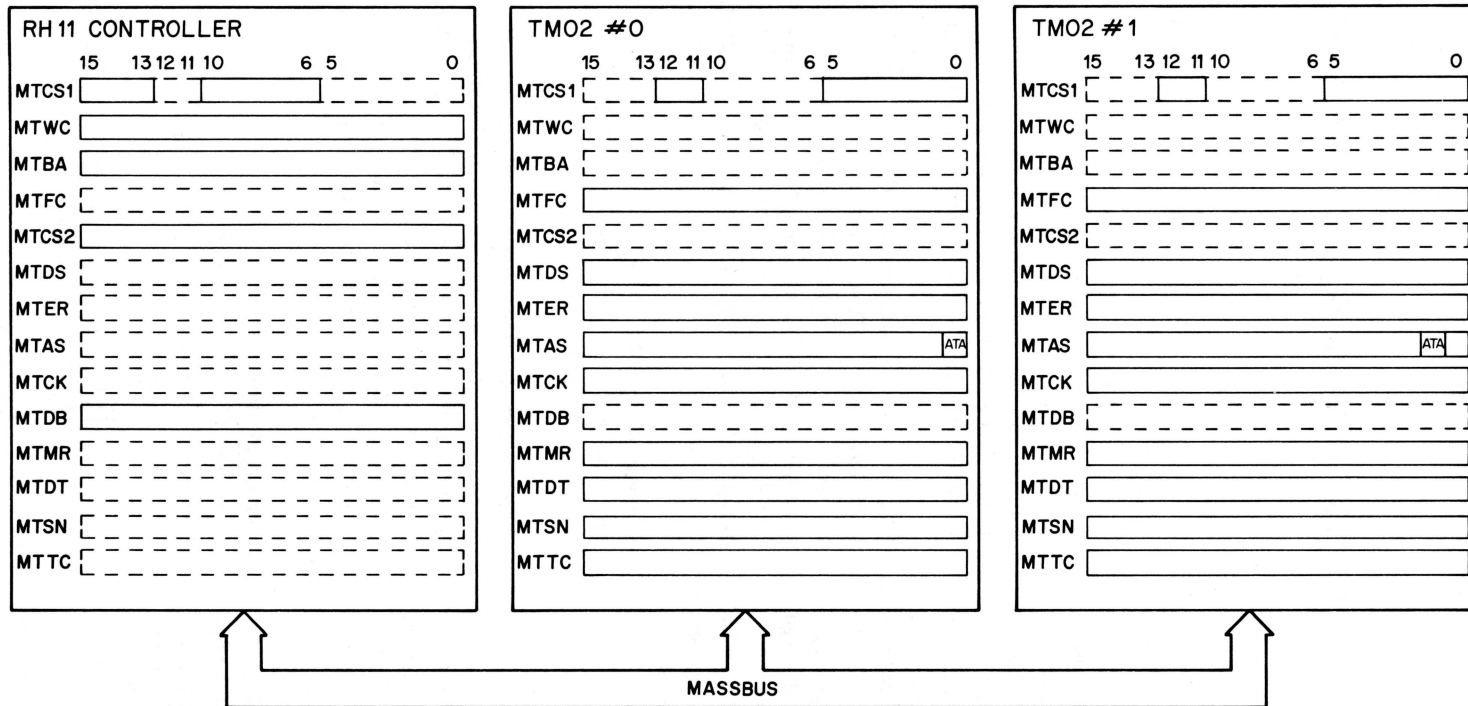 RH11 CONTROLLER
15 13 12 11 10 6 5 0
MTCS1
MTWC
MTBA
MTFC
MTCS2
MTDS
MTER
MTAS
MTCK
MTDB
MTMR
MTDT
MTSN
MTTC
TM02 #0
15 13 12 11 10 6 5 0
MTCS1
MTWC
MTBA
MTFC
MTCS2
MTDS
MTER
MTAS ATA
MTCK
MTDB
MTMR
MTDT
MTSN
MTTC
TM02 #1
15 13 12 11 10 6 5 0
MTCS1
MTWC
MTBA
MTFC
MTCS2
MTDS
MTER
MTAS ATA
MTCK
MTDB
MTMR
MTDT
MTSN
MTTC
MASSBUS